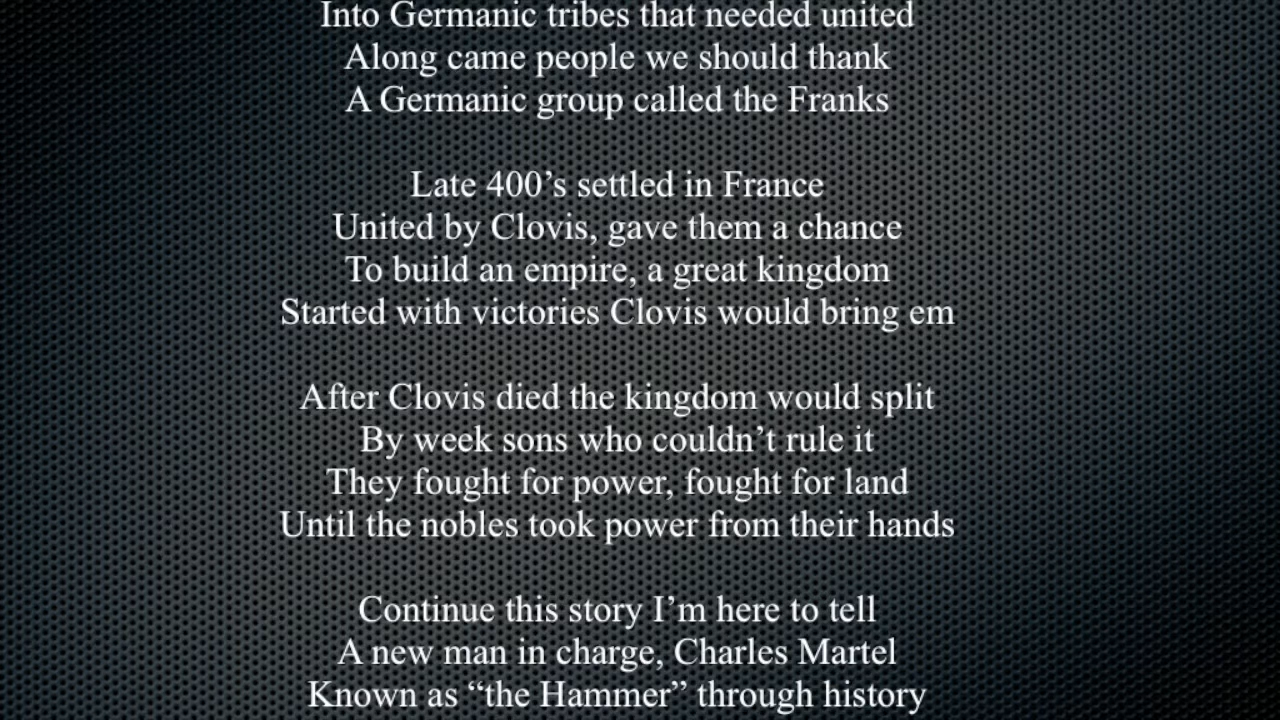 Into Germanic tribes that needed united
Along came people we should thank
A Germanic group called the Franks
Late 400’s settled in France
United by Clovis, gave them a chance
To build an empire, a great kingdom
Started with victories Clovis would bring em
After Clovis died the kingdom would split
By week sons who couldn’t rule it
They fought for power, fought for land
Until the nobles took power from their hands
Continue this story I’m here to tell
A new man in charge, Charles Martel
Known as “the Hammer” through history